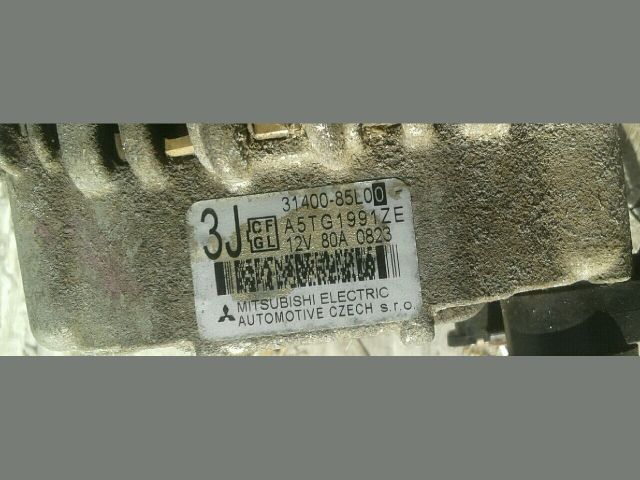 31400-85L00
3J CF GL A5TG1991ZE
12V 80A 0823
MITSUBISHI ELECTRIC
AUTOMOTIVE CZECH s.r.o.